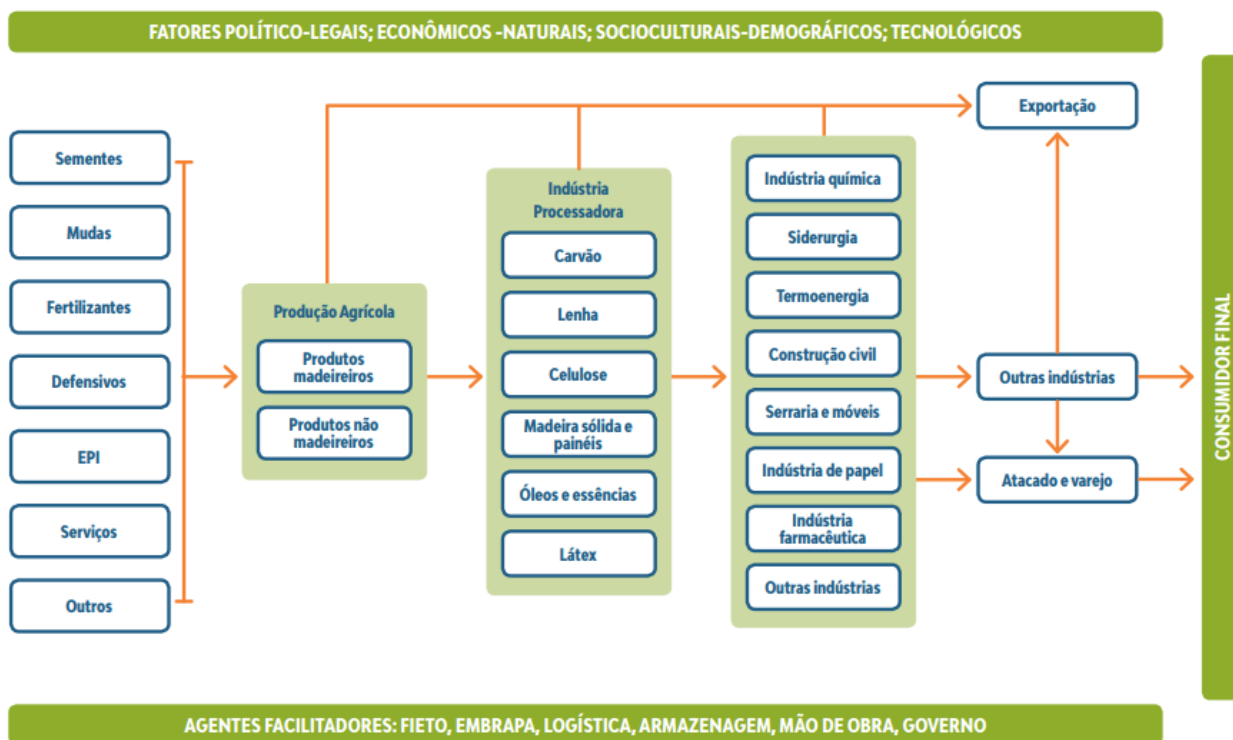 FATORES POLÍTICO-LEGAIS; ECONÔMICOS -NATURAIS; SOCIOCULTURAIS-DEMOGRÁFICOS; TECNOLÓGICOS
Sementes
Mudas
Fertilizantes
Defensivos
EPI
Serviços
Outros
Produção Agrícola
Produtos
madeireiros
Produtos não
madeireiros
Indústria
Processadora
Carvão
Lenha
Celulose
Madeira sólida e
painéis
Óleos e essências
Látex
Indústria química
Siderurgia
Termoenergia
Construção civil
Serraria e móveis
Indústria de papel
Indústria
farmacêutica
Outras indústrias
Exportação
Outras indústrias
Atacado e varejo
CONSUMIDOR FINAL
AGENTES FACILITADORES: FIETO, EMBRAPA, LOGÍSTICA, ARMAZENAGEM, MÃO DE OBRA, GOVERNO